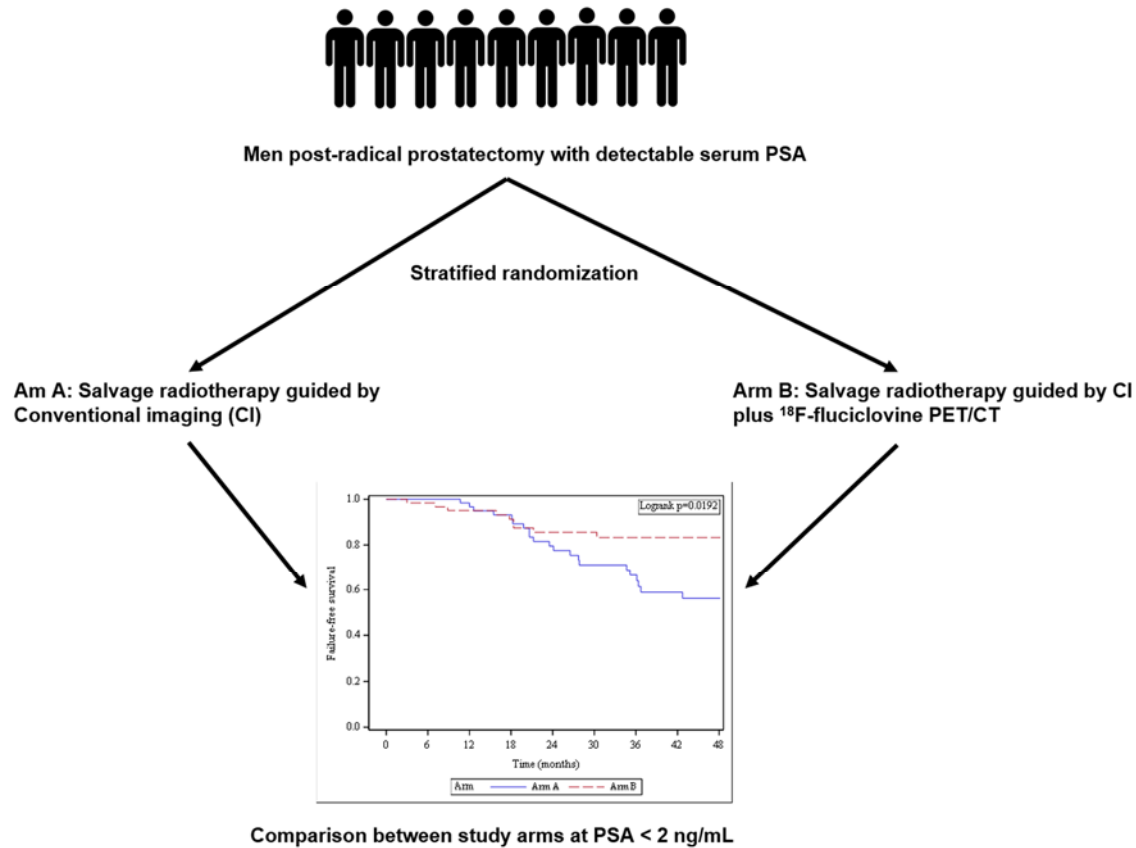 Men post-radical prostatectomy with detectable serum PSA
Stratified randomization
Am A: Salvage radiotherapy guided by
Conventional imaging (CI)
Arm B: Salvage radiotherapy guided by CI
plus ¹⁸F-fluciclovine PET/CT
Logrank p=0.0192
1.0
0.8
0.6
0.4
0.2
0.0
Failure-free survival
0 6 12 18 24 30 36 42 48
Time (months)
Arm Arm A Arm B
Comparison between study arms at PSA < 2 ng/mL